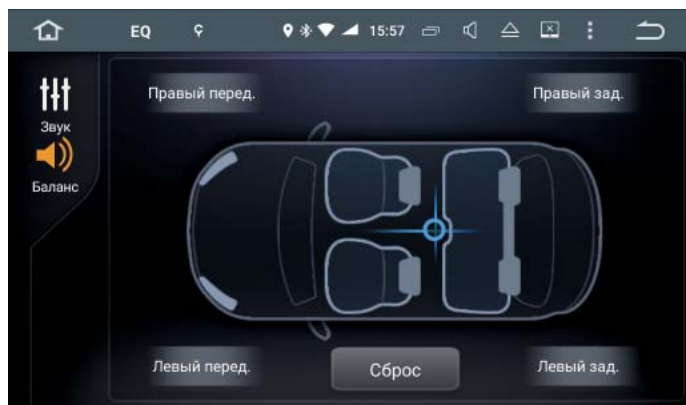 EQ 15:57
Правый перед. Правый зад.
Звук
Баланс
Левый перед. Сброс Левый зад.